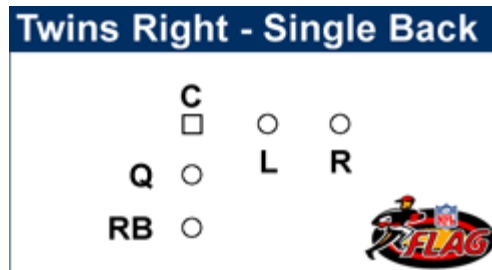 Twins Right - Single Back
C
L R
Q
RB
NFL
FLAG